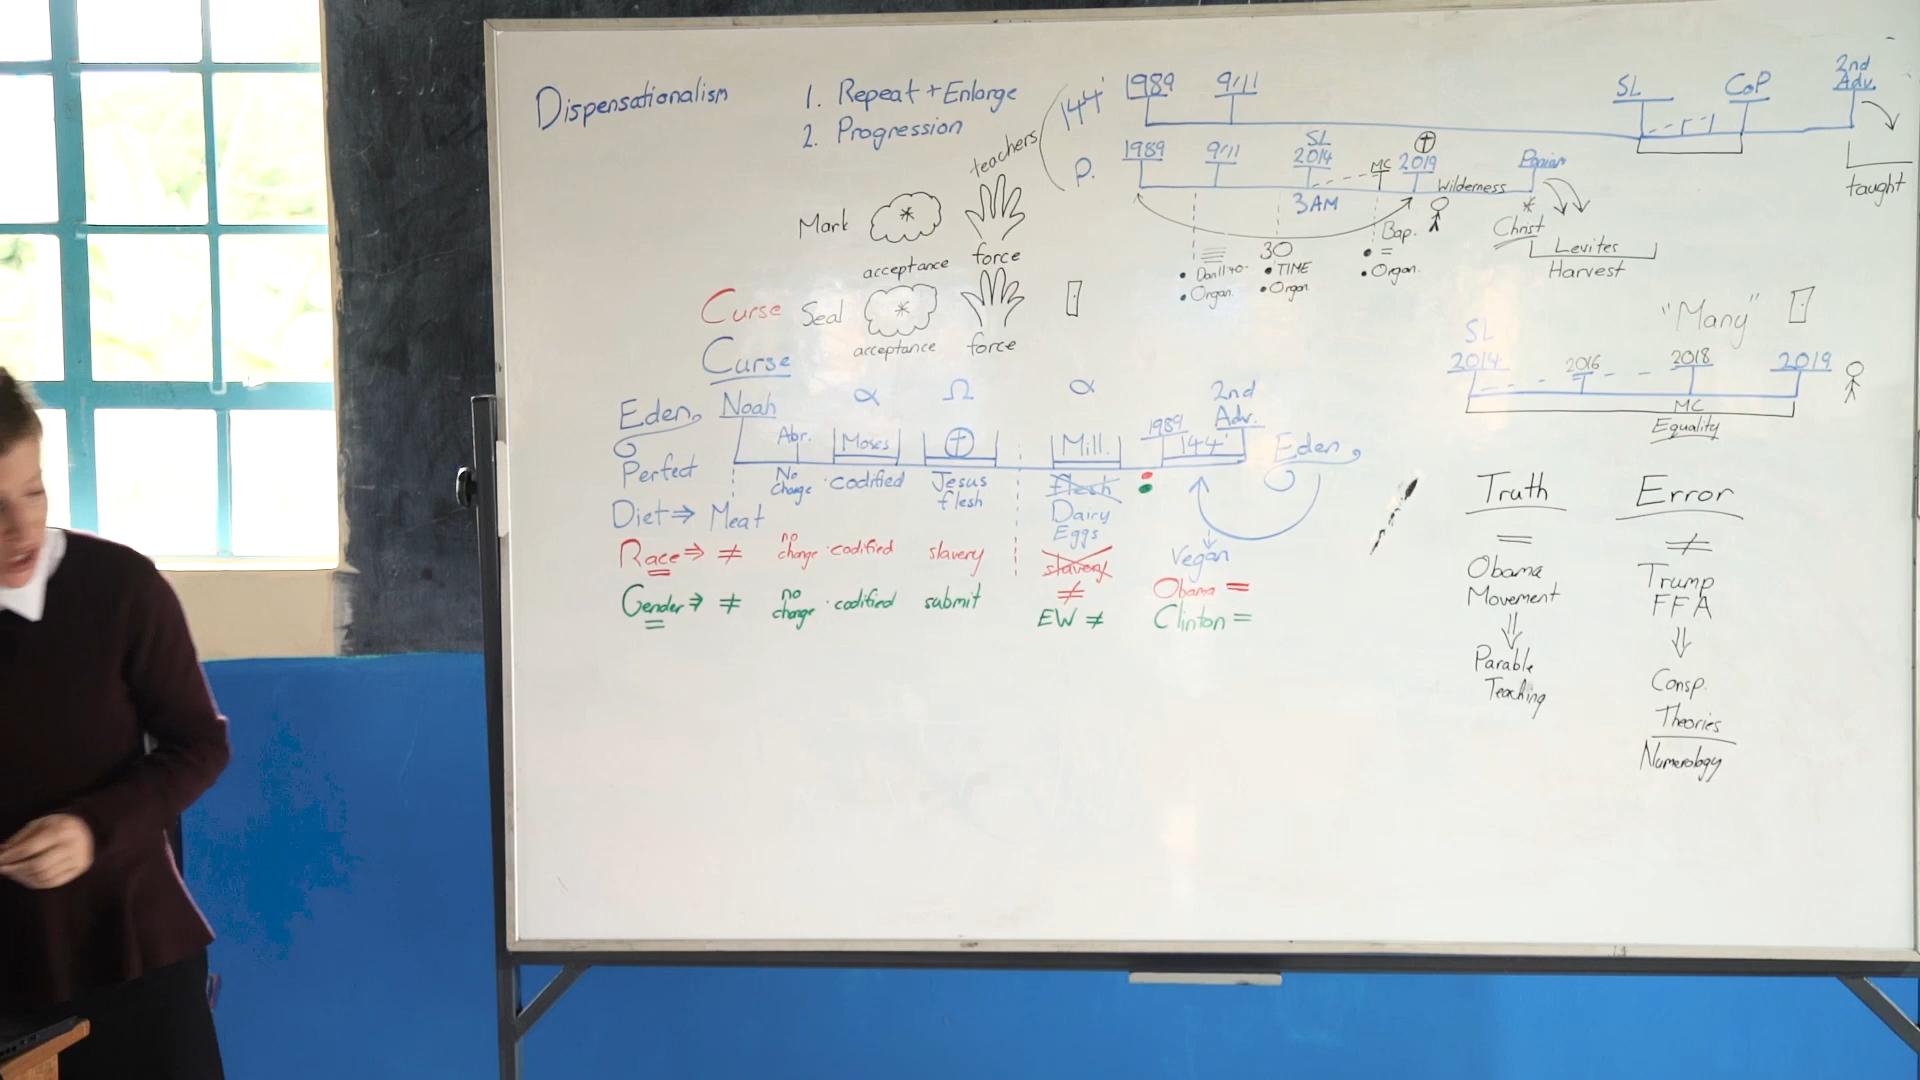 Dispensationalism
1. Repeat + Enlarge
2. Progression
teachers
144'
1989
9/11
SL
CoP
2nd
Adv.
taught
P.
1989
9/11
SL
2014
MC
2019
3AM
Wilderness
* Christ
Levites
Harvest
30
• Organ.
• TIME
• Organ.
Bap.
• =
• Organ.
Mark * 
acceptance force
Curse Seal *
acceptance force
Curse
"Many"
SL
2014 2016 2018 2019
MC
Equality
α Ω α
Eden Noah Abr. Moses Mill. 1989 144' 2nd Adv. Eden
Perfect No Change • codified Jesus flesh Flesh
Dairy
Eggs
Diet ⇒ Meat
Vegan
Race ⇒ ≠ no change • codified slavery slavery
≠
Obama =
Gender ⇒ ≠ no change • codified submit EW ≠ Clinton =
Truth
=
Obama
Movement
⇓
Parable
Teaching
Error
≠
Trump
FFA
⇓
Consp.
Theories
Numerology